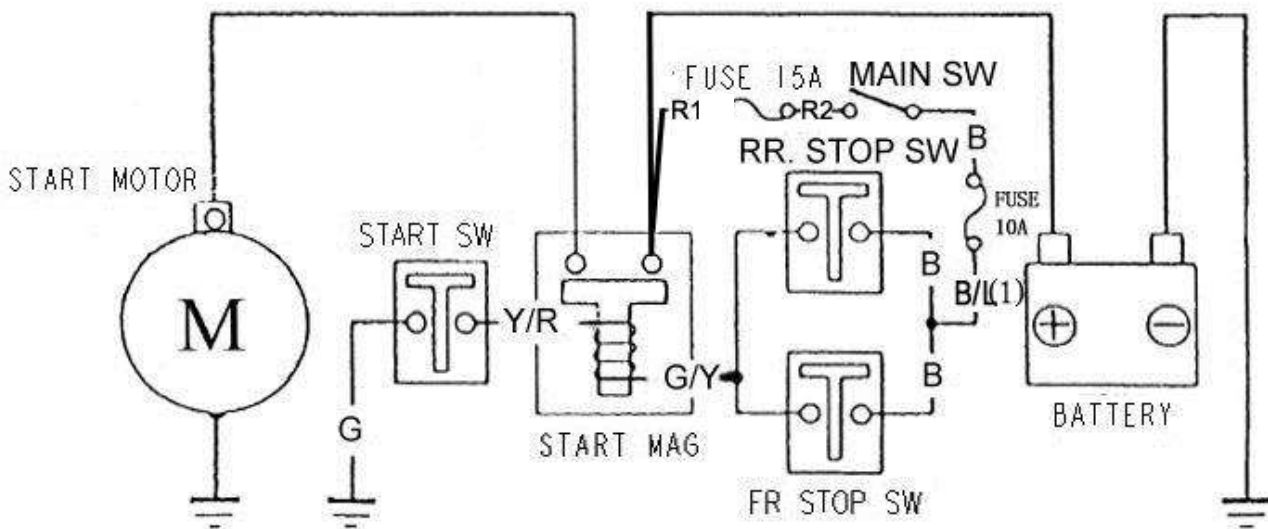 FUSE 15A MAIN SW
R1 R2
B
RR. STOP SW
START MOTOR
FUSE
10A
START SW
B
B/L(1)
M
Y/R
+ −
G/Y
B
G
BATTERY
START MAG
FR STOP SW